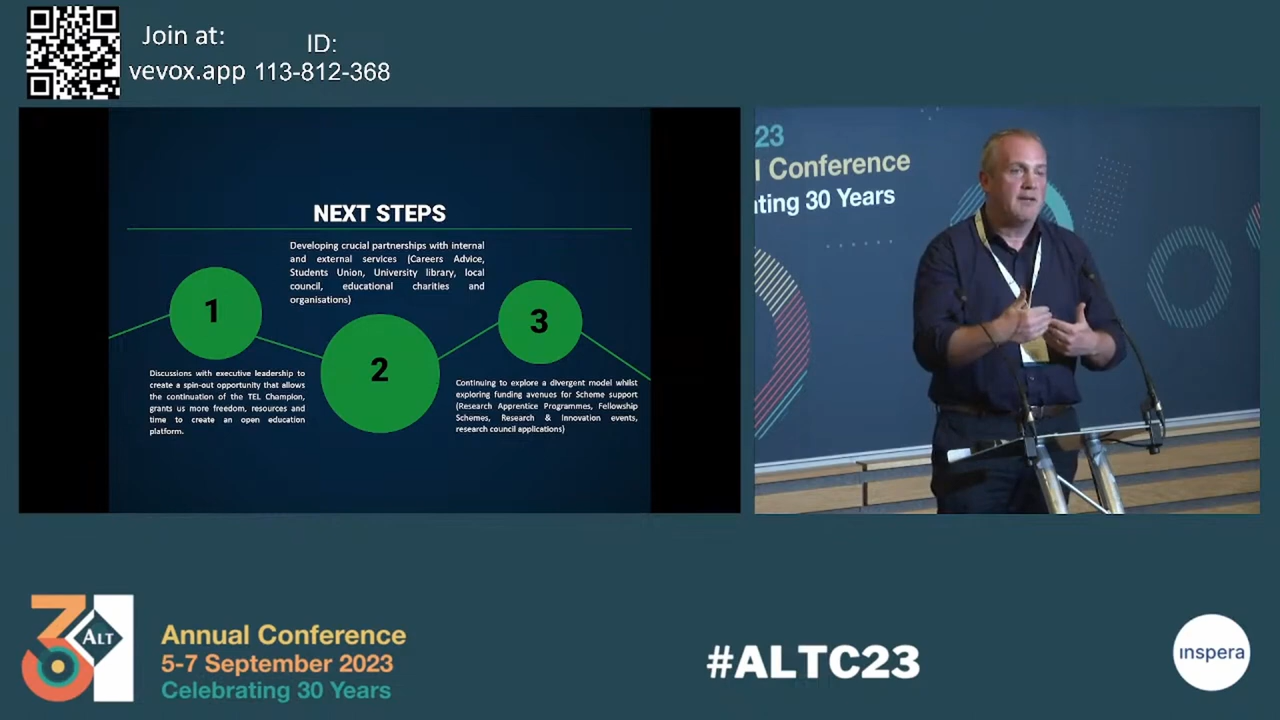 Join at:
vevox.app
ID:
113-812-368
NEXT STEPS
1
Discussions with executive leadership to
create a spin-out opportunity that allows
the continuation of the TEL Champion,
grants us more freedom, resources and
time to create an open education
platform.
Developing crucial partnerships with internal
and external services (Careers Advice,
Students Union, University library, local
council, educational charities and
organisations)
2
3
Continuing to explore a divergent model whilst
exploring funding avenues for Scheme support
(Research Apprentice Programmes, Fellowship
Schemes, Research & Innovation events,
research council applications)
23
l Conference
ating 30 Years
ALT
Annual Conference
5-7 September 2023
Celebrating 30 Years
#ALTC23
inspera